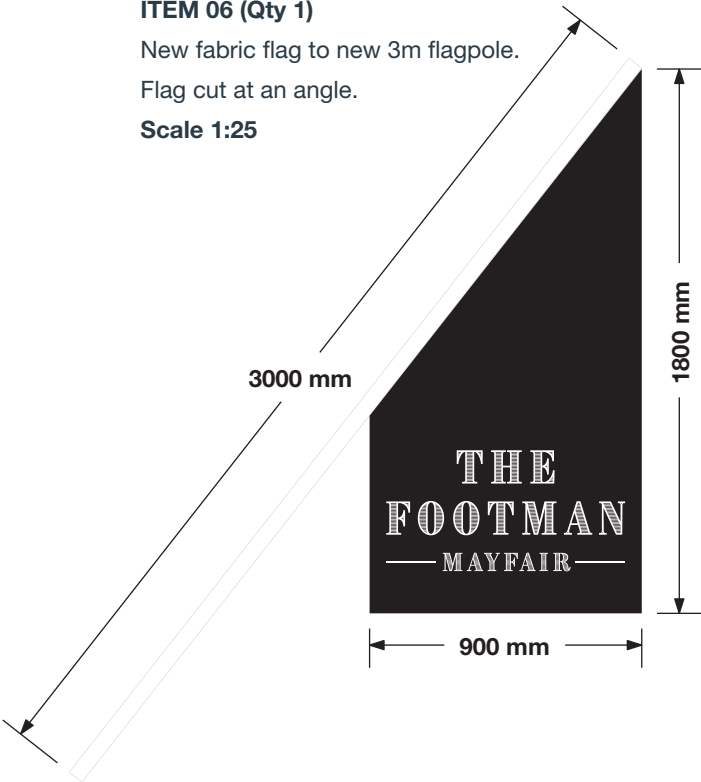 ITEM 06 (Qty 1)
New fabric flag to new 3m flagpole.
Flag cut at an angle.
Scale 1:25
3000 mm
1800 mm
THE
FOOTMAN
MAYFAIR
900 mm